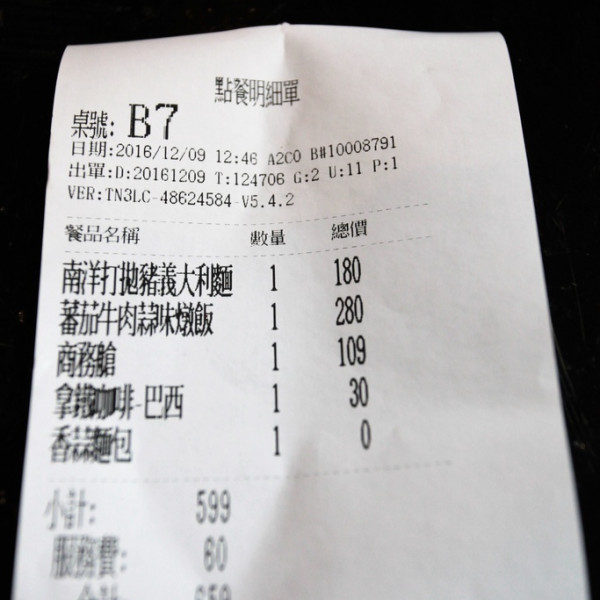 點餐明細單
桌號: B7
日期:2016/12/09 12:46 A2C0 B#10008791
出單:D:20161209 T:124706 G:2 U:11 P:1
VER:TN3LC-48624584-V5.4.2
餐品名稱 數量 總價
南洋打拋豬義大利麵 1 180
蕃茄牛肉蒜味燉飯 1 280
商務艙 1 109
拿鐵咖啡-巴西 1 30
香蒜麵包 1 0
小計: 599
服務費: 60
合計: 659